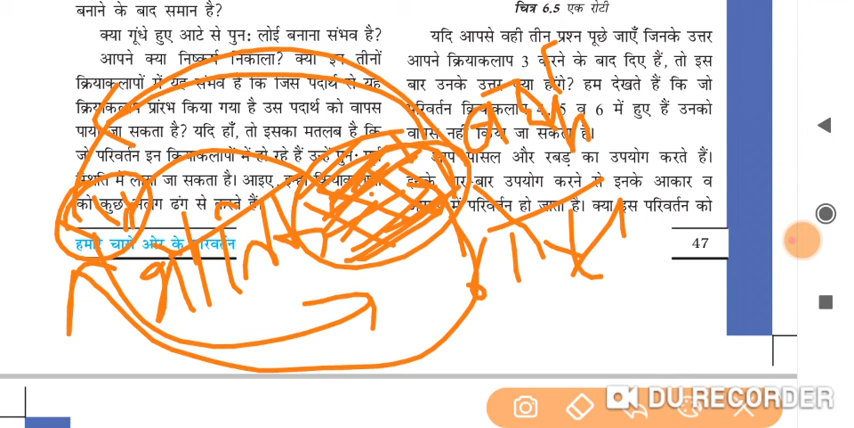 बनाने के बाद समान है?
क्या गूंधे हुए आटे से पुन: लोई बनाना संभव है?
आपने क्या निष्कर्ष निकाला? क्या इन तीनों
क्रियाकलापों में यह संभव है कि जिस पदार्थ से यह
क्रियाकलाप प्रारंभ किया गया है उस पदार्थ को वापस
पाया जा सकता है? यदि हाँ, तो इसका मतलब है कि
जो परिवर्तन इन क्रियाकलापों में हो रहे हैं उन्हें पुन:
स्थिति में लाया जा सकता है। आइए,
को कुछ अलग ढंग से करते हैं।
हमारे चारों ओर के परिवर्तन
चित्र 6.5 एक रोटी
यदि आपसे वही तीन प्रश्न पूछे जाएँ जिनके उत्तर
आपने क्रियाकलाप 3 करने के बाद दिए हैं, तो इस
बार उनके उत्तर क्या होंगे? हम देखते हैं कि जो
परिवर्तन क्रियाकलाप 4, 5 व 6 में हुए हैं उनको
वापस नहीं किया जा सकता है।
आप पेंसिल और रबड़ का उपयोग करते हैं।
इनके बार-बार उपयोग करने से इनके आकार व
में परिवर्तन हो जाता है। क्या इस परिवर्तन को
47
DU RECORDER